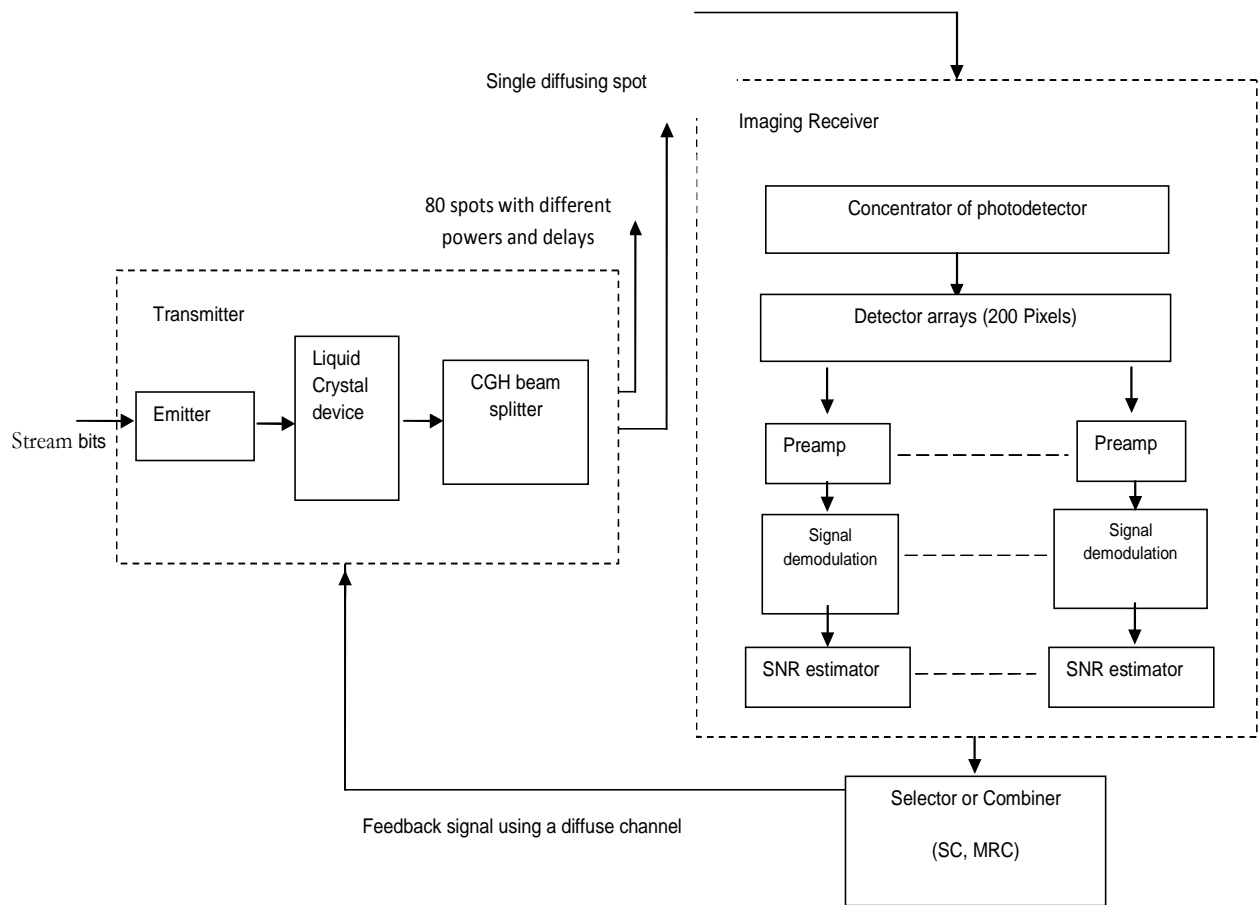 Single diffusing spot
Imaging Receiver
Concentrator of photodetector
80 spots with different
powers and delays
Detector arrays (200 Pixels)
Transmitter
Liquid
Crystal
device
CGH beam
splitter
Emitter
Stream bits
Preamp
Preamp
Signal
demodulation
Signal
demodulation
SNR estimator
SNR estimator
Selector or Combiner
(SC, MRC)
Feedback signal using a diffuse channel